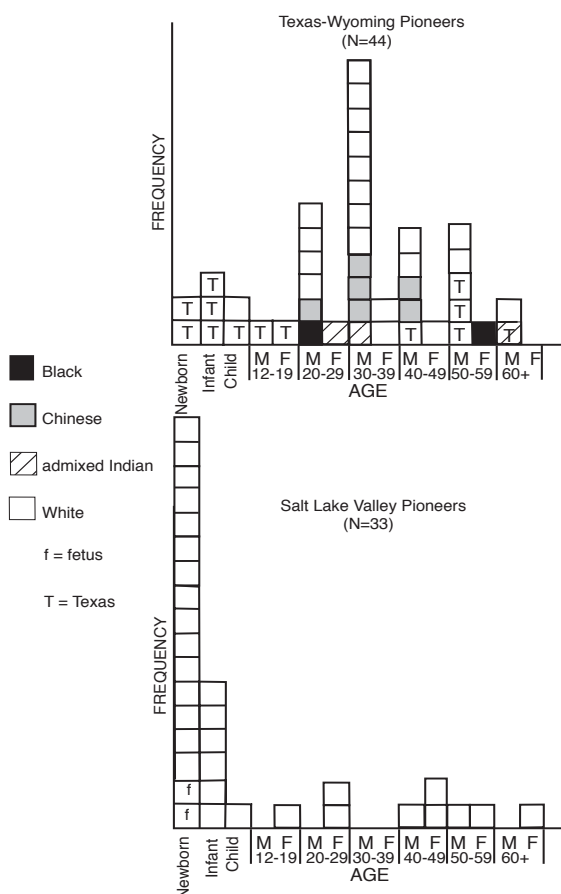 Texas-Wyoming Pioneers
(N=44)
FREQUENCY
T
T T
T T T T T T T T
T
T
Newborn
Infant
Child
M F M F M F M F M F M F
12-19 20-29 30-39 40-49 50-59 60+
AGE
Black
Chinese
admixed Indian
White
f = fetus
T = Texas
Salt Lake Valley Pioneers
(N=33)
FREQUENCY
f
f
Newborn
Infant
Child
M F M F M F M F M F M F
12-19 20-29 30-39 40-49 50-59 60+
AGE